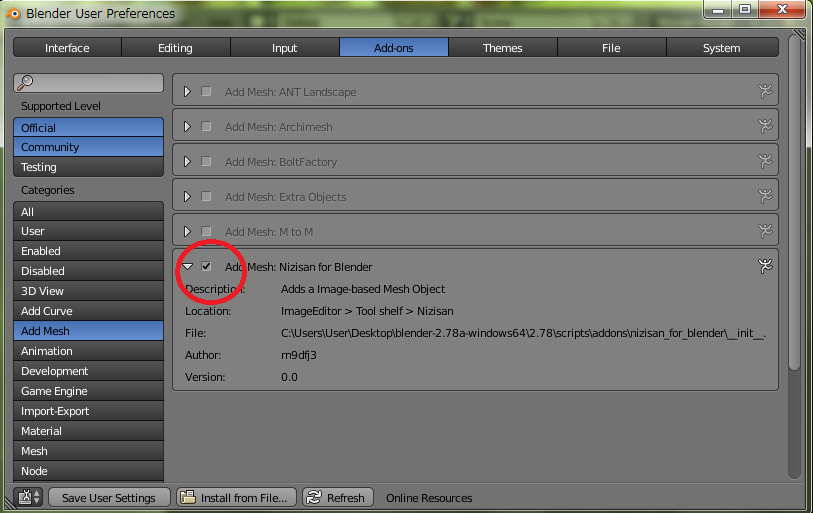 Blender User Preferences
Interface Editing Input Add-ons Themes File System
Supported Level
Official
Community
Testing
Categories
All
User
Enabled
Disabled
3D View
Add Curve
Add Mesh
Animation
Development
Game Engine
Import-Export
Material
Mesh
Node
Add Mesh: ANT Landscape
Add Mesh: Archimesh
Add Mesh: BoltFactory
Add Mesh: Extra Objects
Add Mesh: M to M
Add Mesh: Nizisan for Blender
Description: Adds a Image-based Mesh Object
Location: ImageEditor > Tool shelf > Nizisan
File: C:\Users\User\Desktop\blender-2.78a-windows64\2.78\scripts\addons\nizisan_for_blender\__init__.
Author: rn9dfj3
Version: 0.0
Save User Settings Install from File... Refresh Online Resources